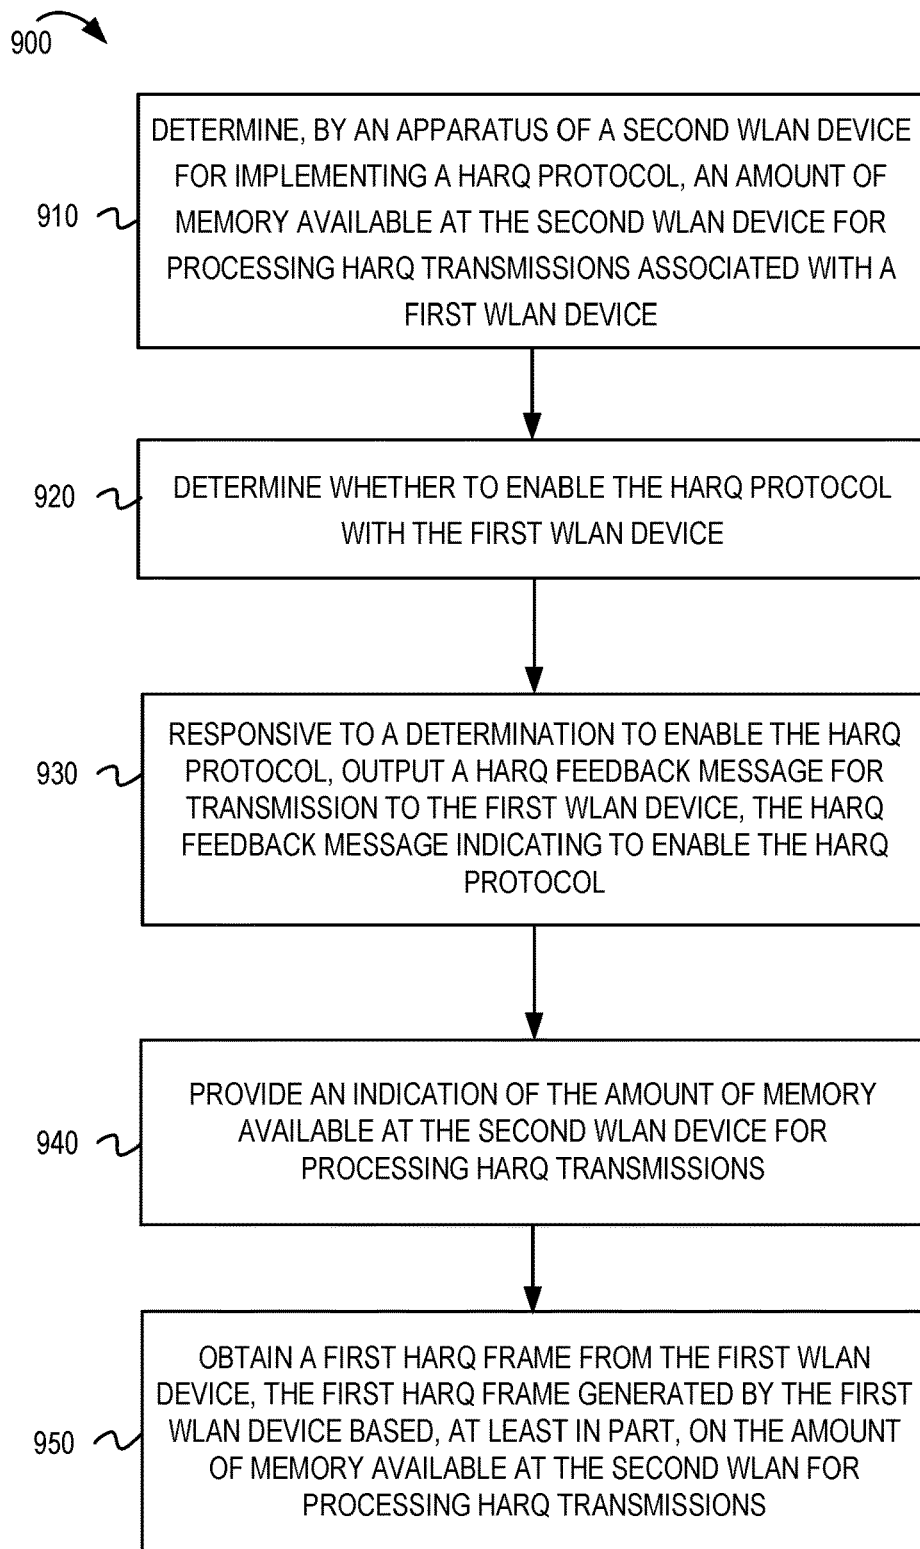 900
DETERMINE, BY AN APPARATUS OF A SECOND WLAN DEVICE
FOR IMPLEMENTING A HARQ PROTOCOL, AN AMOUNT OF
MEMORY AVAILABLE AT THE SECOND WLAN DEVICE FOR
PROCESSING HARQ TRANSMISSIONS ASSOCIATED WITH A
FIRST WLAN DEVICE
910
DETERMINE WHETHER TO ENABLE THE HARQ PROTOCOL
WITH THE FIRST WLAN DEVICE
920
RESPONSIVE TO A DETERMINATION TO ENABLE THE HARQ
PROTOCOL, OUTPUT A HARQ FEEDBACK MESSAGE FOR
TRANSMISSION TO THE FIRST WLAN DEVICE, THE HARQ
FEEDBACK MESSAGE INDICATING TO ENABLE THE HARQ
PROTOCOL
930
PROVIDE AN INDICATION OF THE AMOUNT OF MEMORY
AVAILABLE AT THE SECOND WLAN DEVICE FOR
PROCESSING HARQ TRANSMISSIONS
940
OBTAIN A FIRST HARQ FRAME FROM THE FIRST WLAN
DEVICE, THE FIRST HARQ FRAME GENERATED BY THE FIRST
WLAN DEVICE BASED, AT LEAST IN PART, ON THE AMOUNT
OF MEMORY AVAILABLE AT THE SECOND WLAN FOR
PROCESSING HARQ TRANSMISSIONS
950